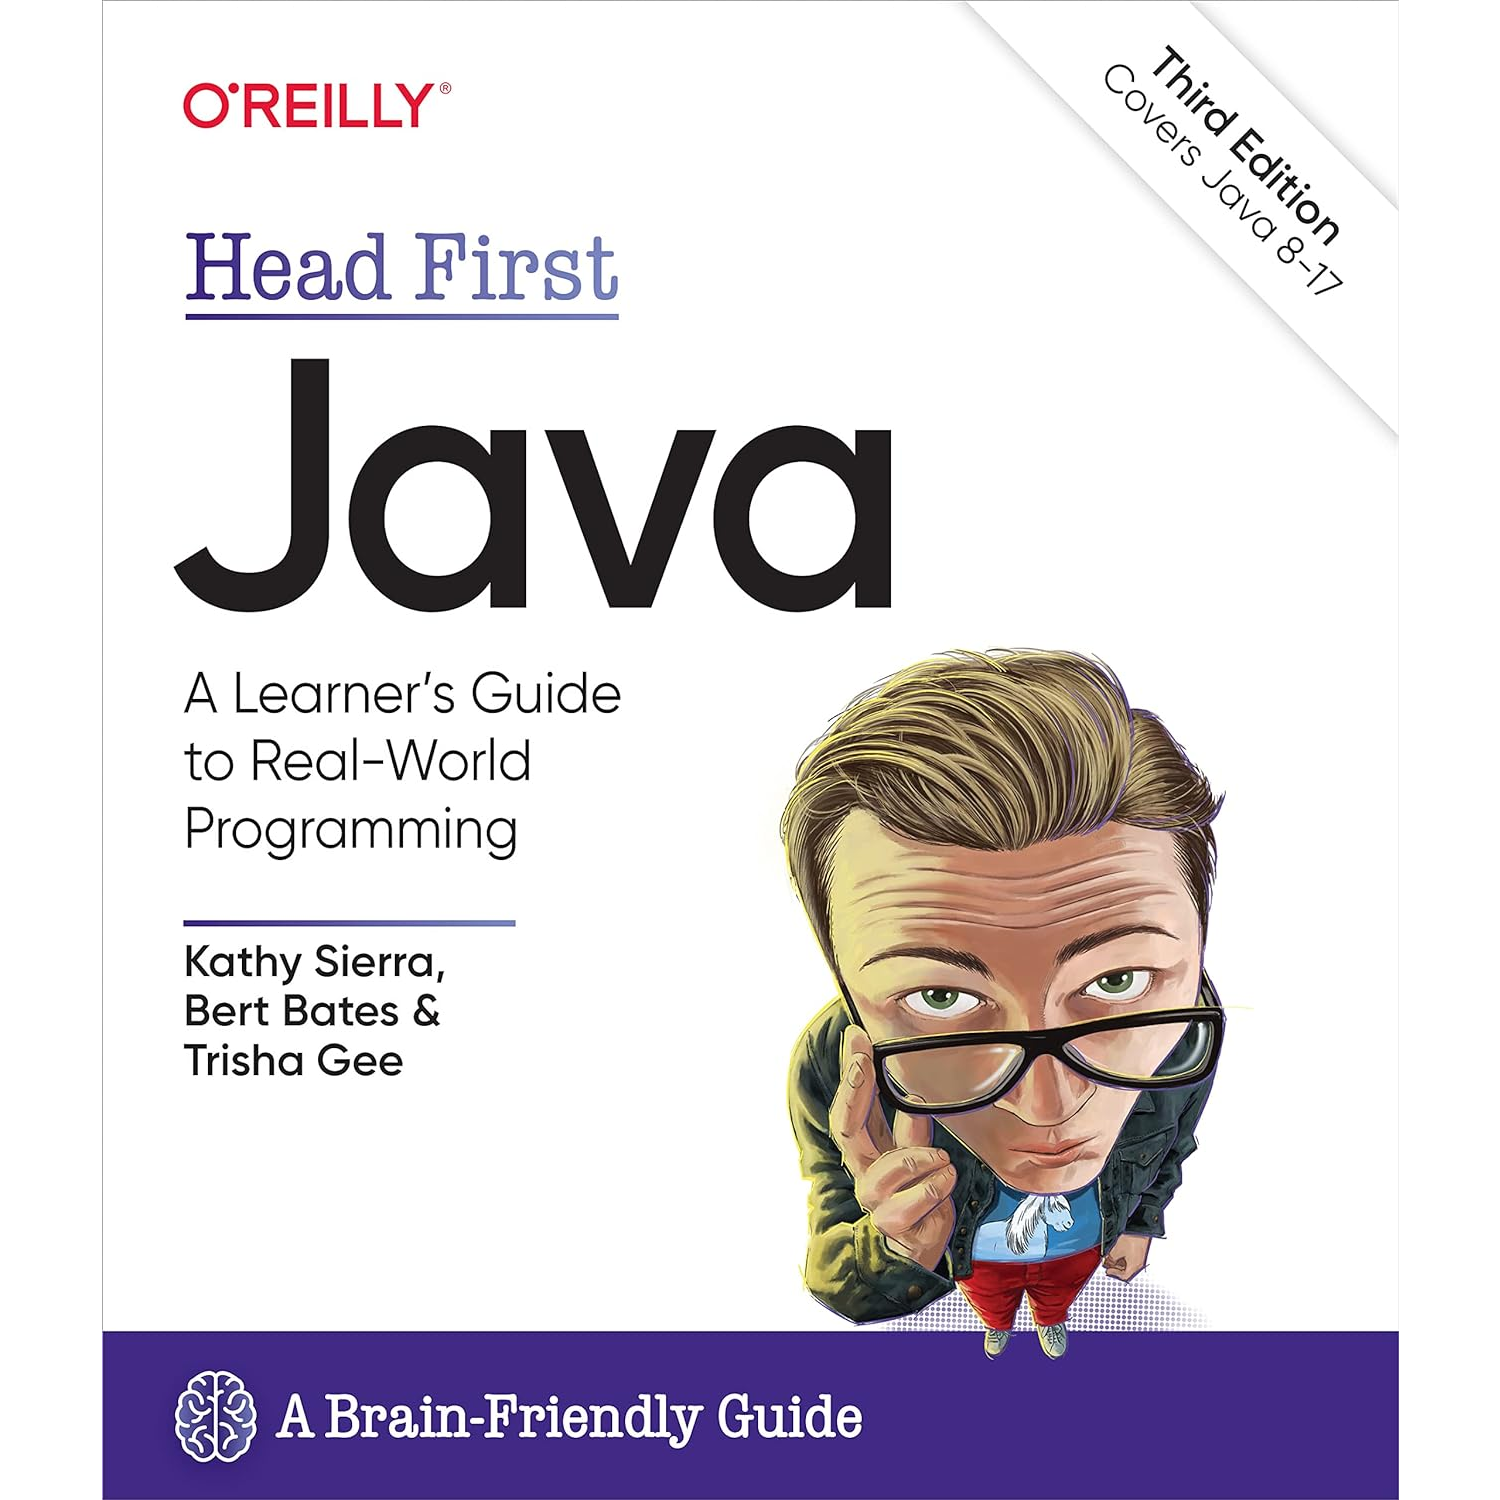 O'REILLY®
Third Edition
Covers Java 8–17
Head First
Java
A Learner’s Guide
to Real-World
Programming
Kathy Sierra,
Bert Bates &
Trisha Gee
A Brain-Friendly Guide